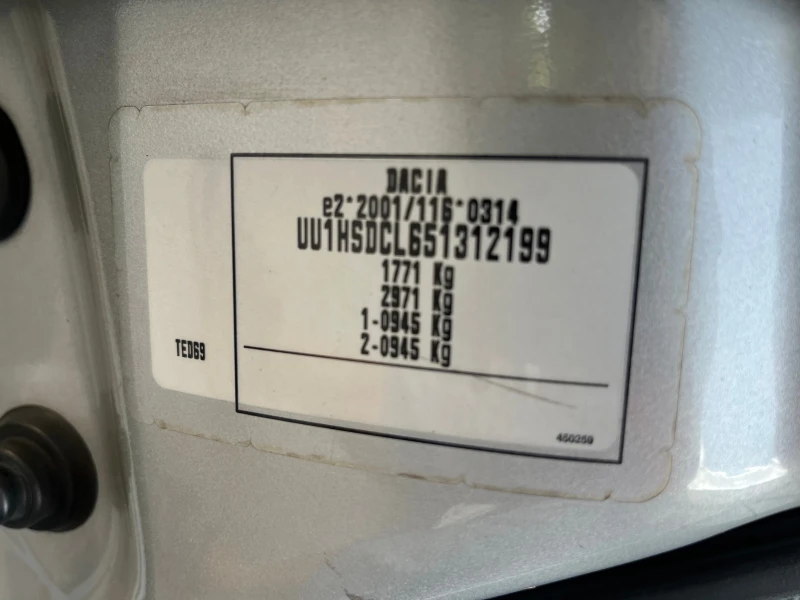 DACIA
e2*2001/116*0314
UU1HSDCL651312199
1771 Kg
2971 Kg
1-0945 Kg
2-0945 Kg
TED69
450259